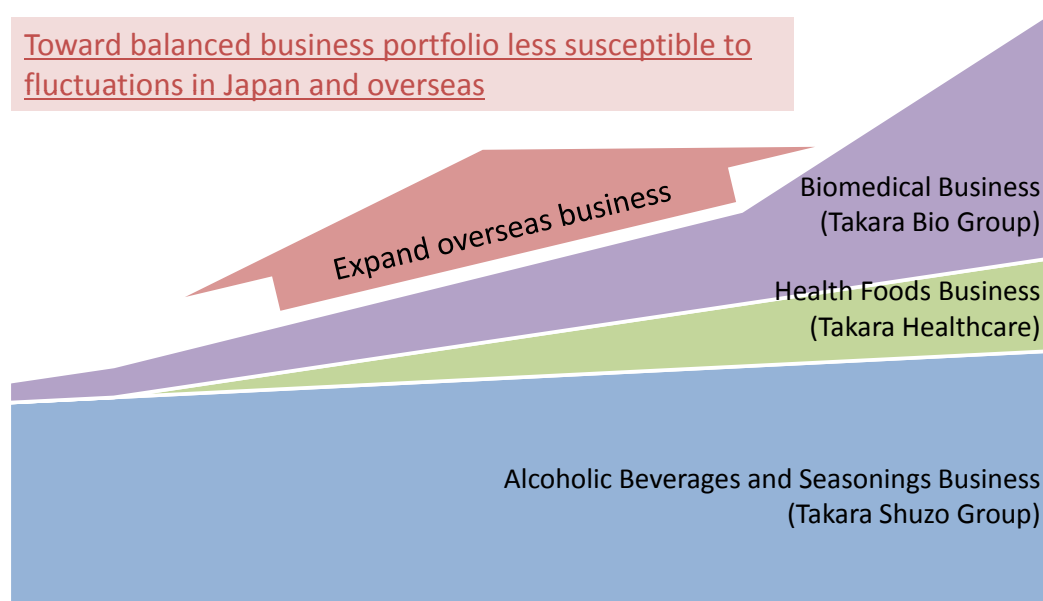 Toward balanced business portfolio less susceptible to
fluctuations in Japan and overseas
Expand overseas business
Biomedical Business
(Takara Bio Group)
Health Foods Business
(Takara Healthcare)
Alcoholic Beverages and Seasonings Business
(Takara Shuzo Group)